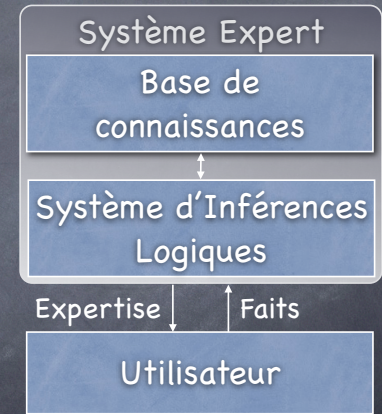 Système Expert
Base de
connaissances
Système d'Inférences
Logiques
Expertise
Faits
Utilisateur